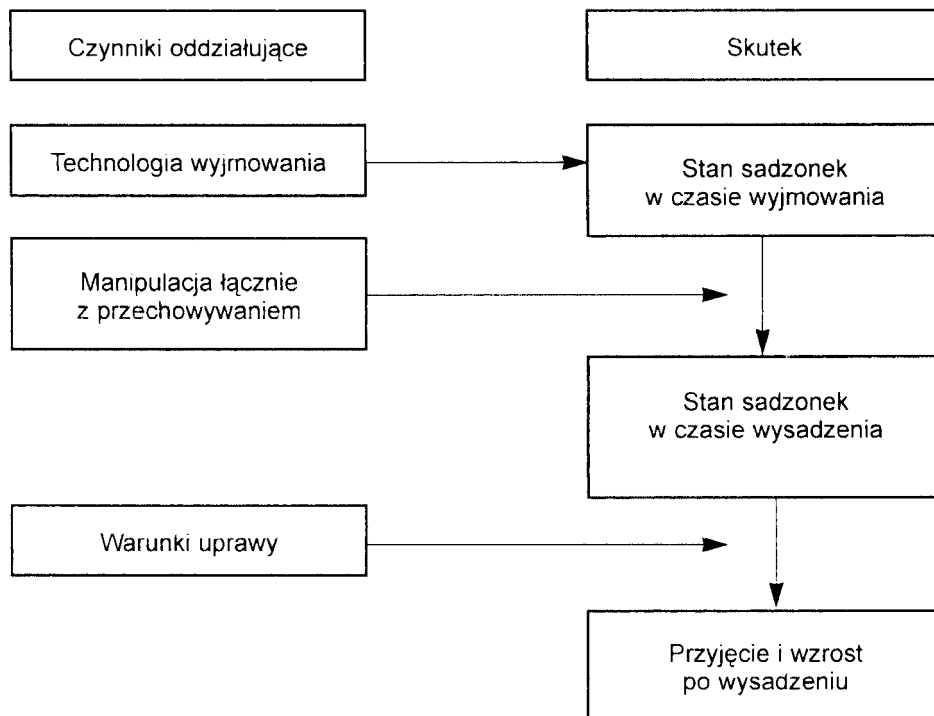 Czynniki oddziałujące
Skutek
Technologia wyjmowania
Stan sadzonek
w czasie wyjmowania
Manipulacja łącznie
z przechowywaniem
Stan sadzonek
w czasie wysadzenia
Warunki uprawy
Przyjęcie i wzrost
po wysadzeniu